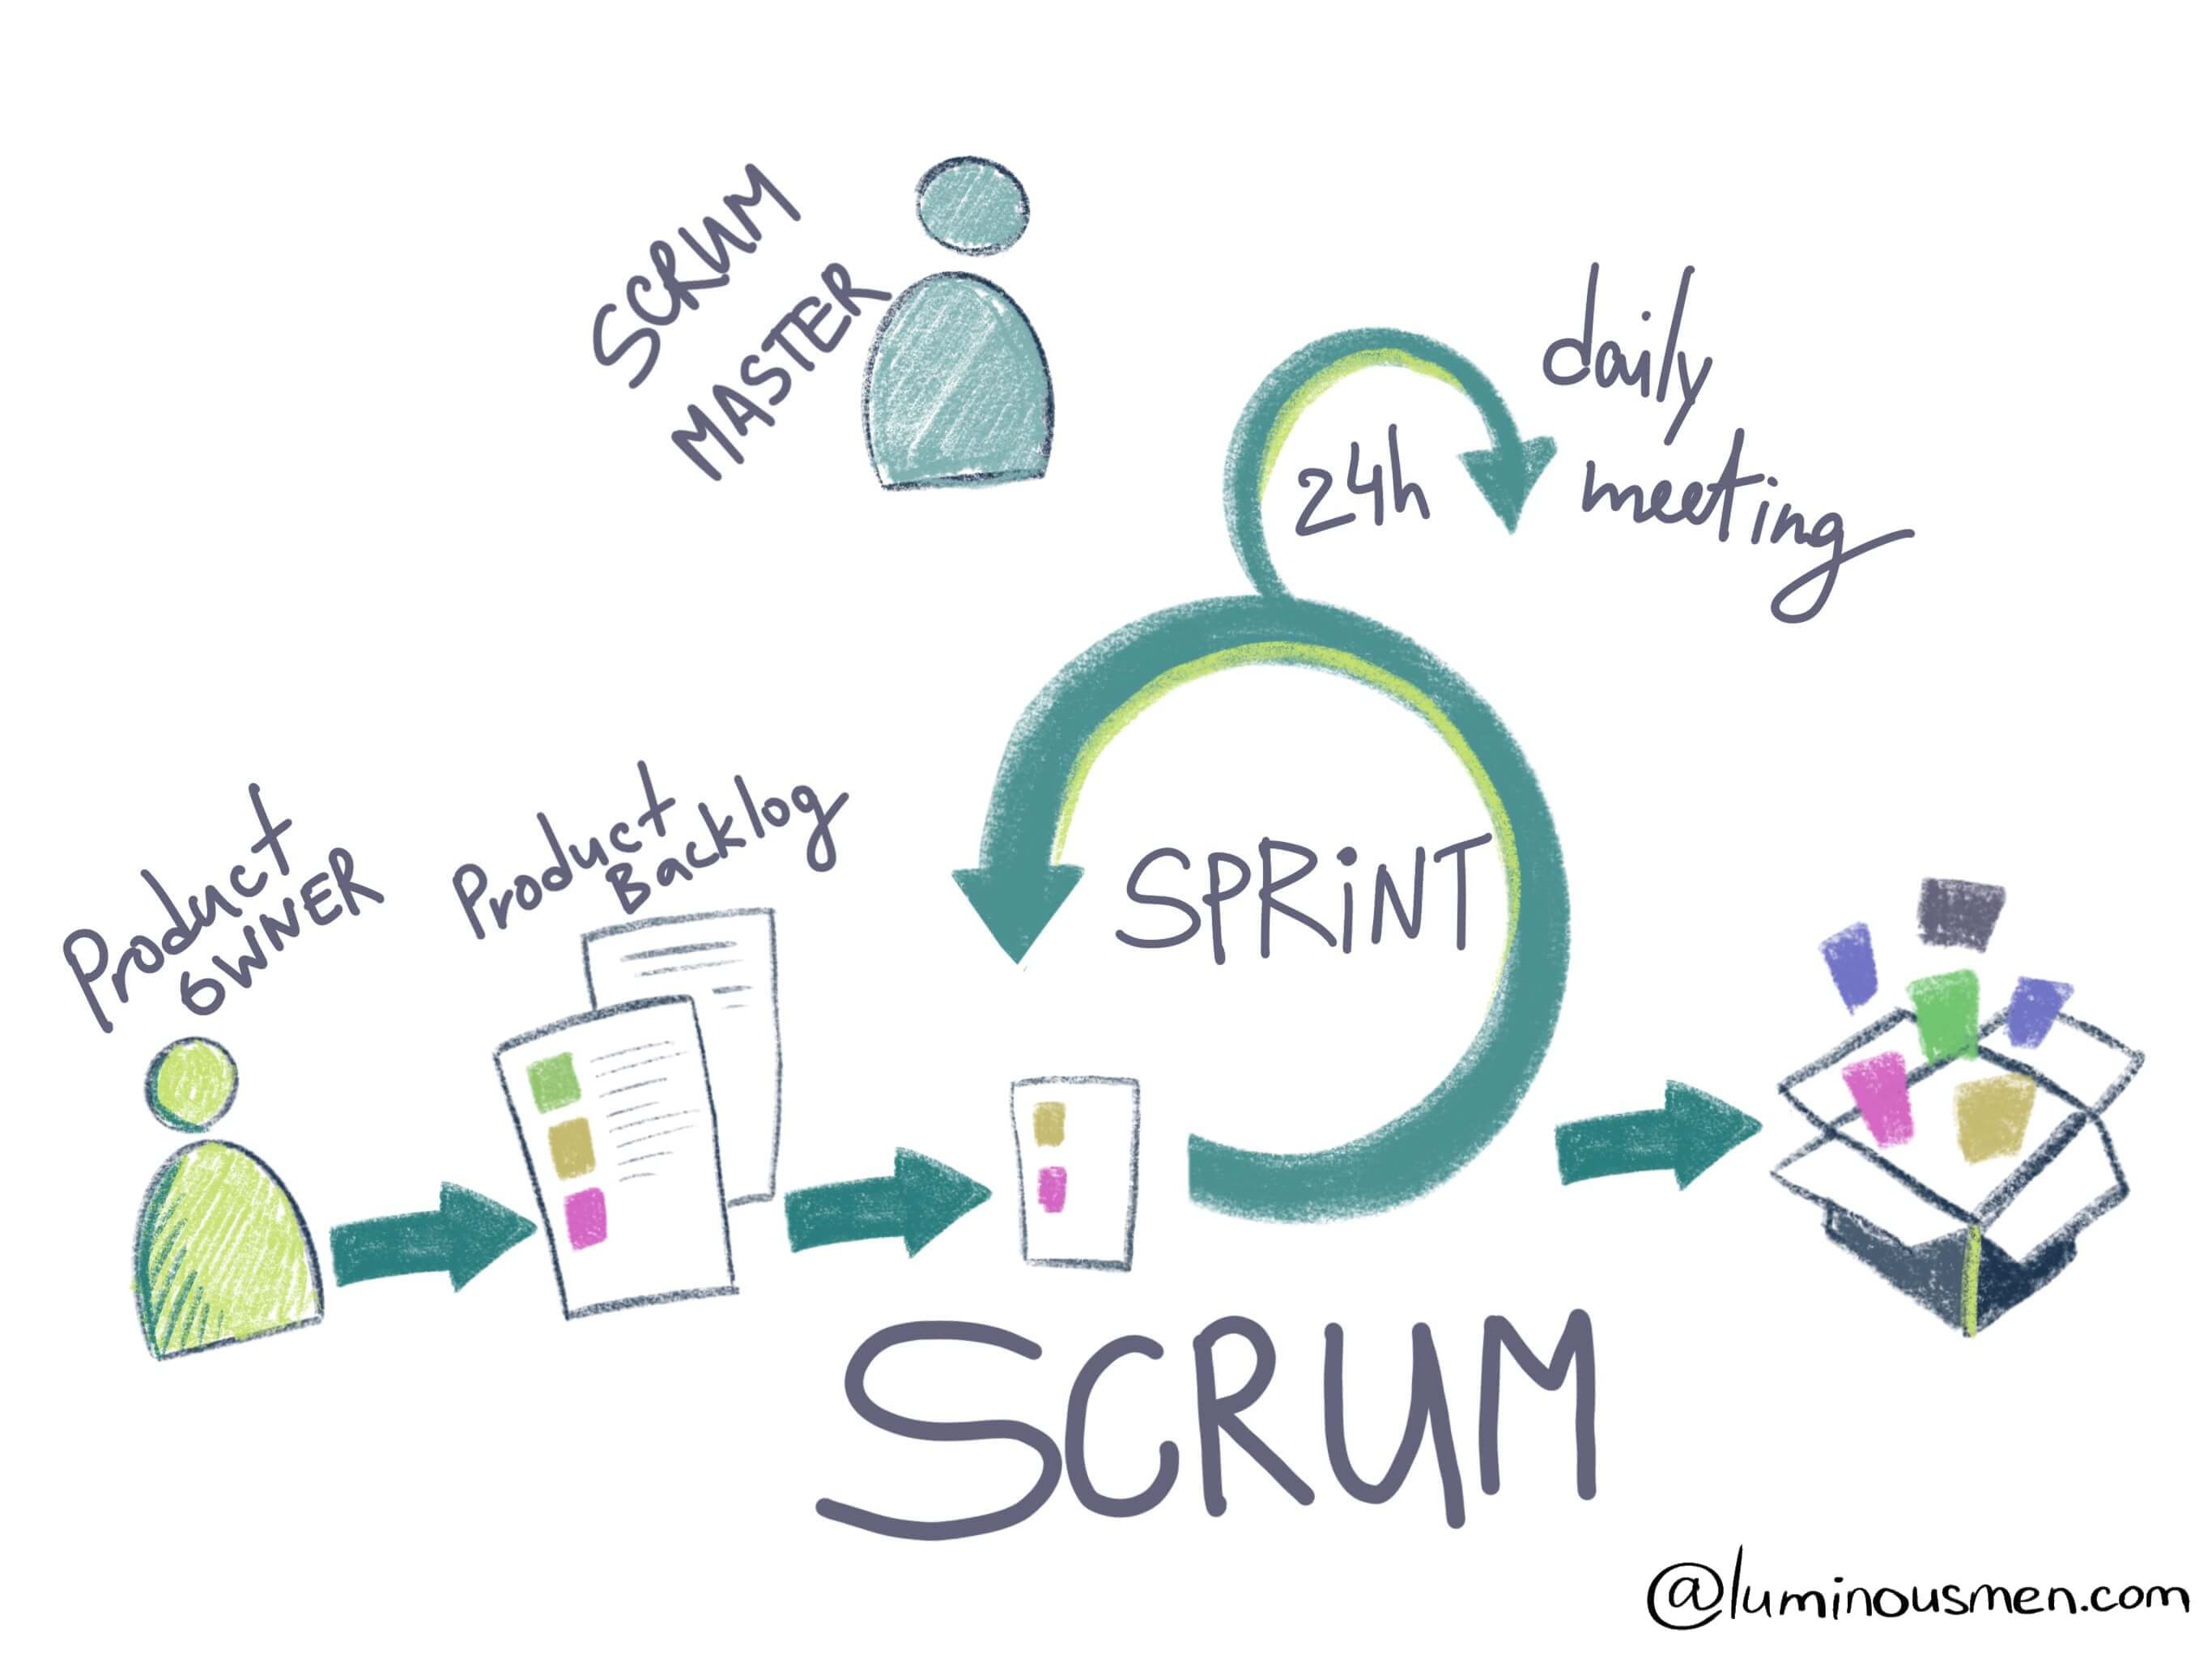 SCRUM
MASTER
daily
meeting
24h
SPRiNT
Product
OWNER
Product
Backlog
SCRUM
@luminousmen.com